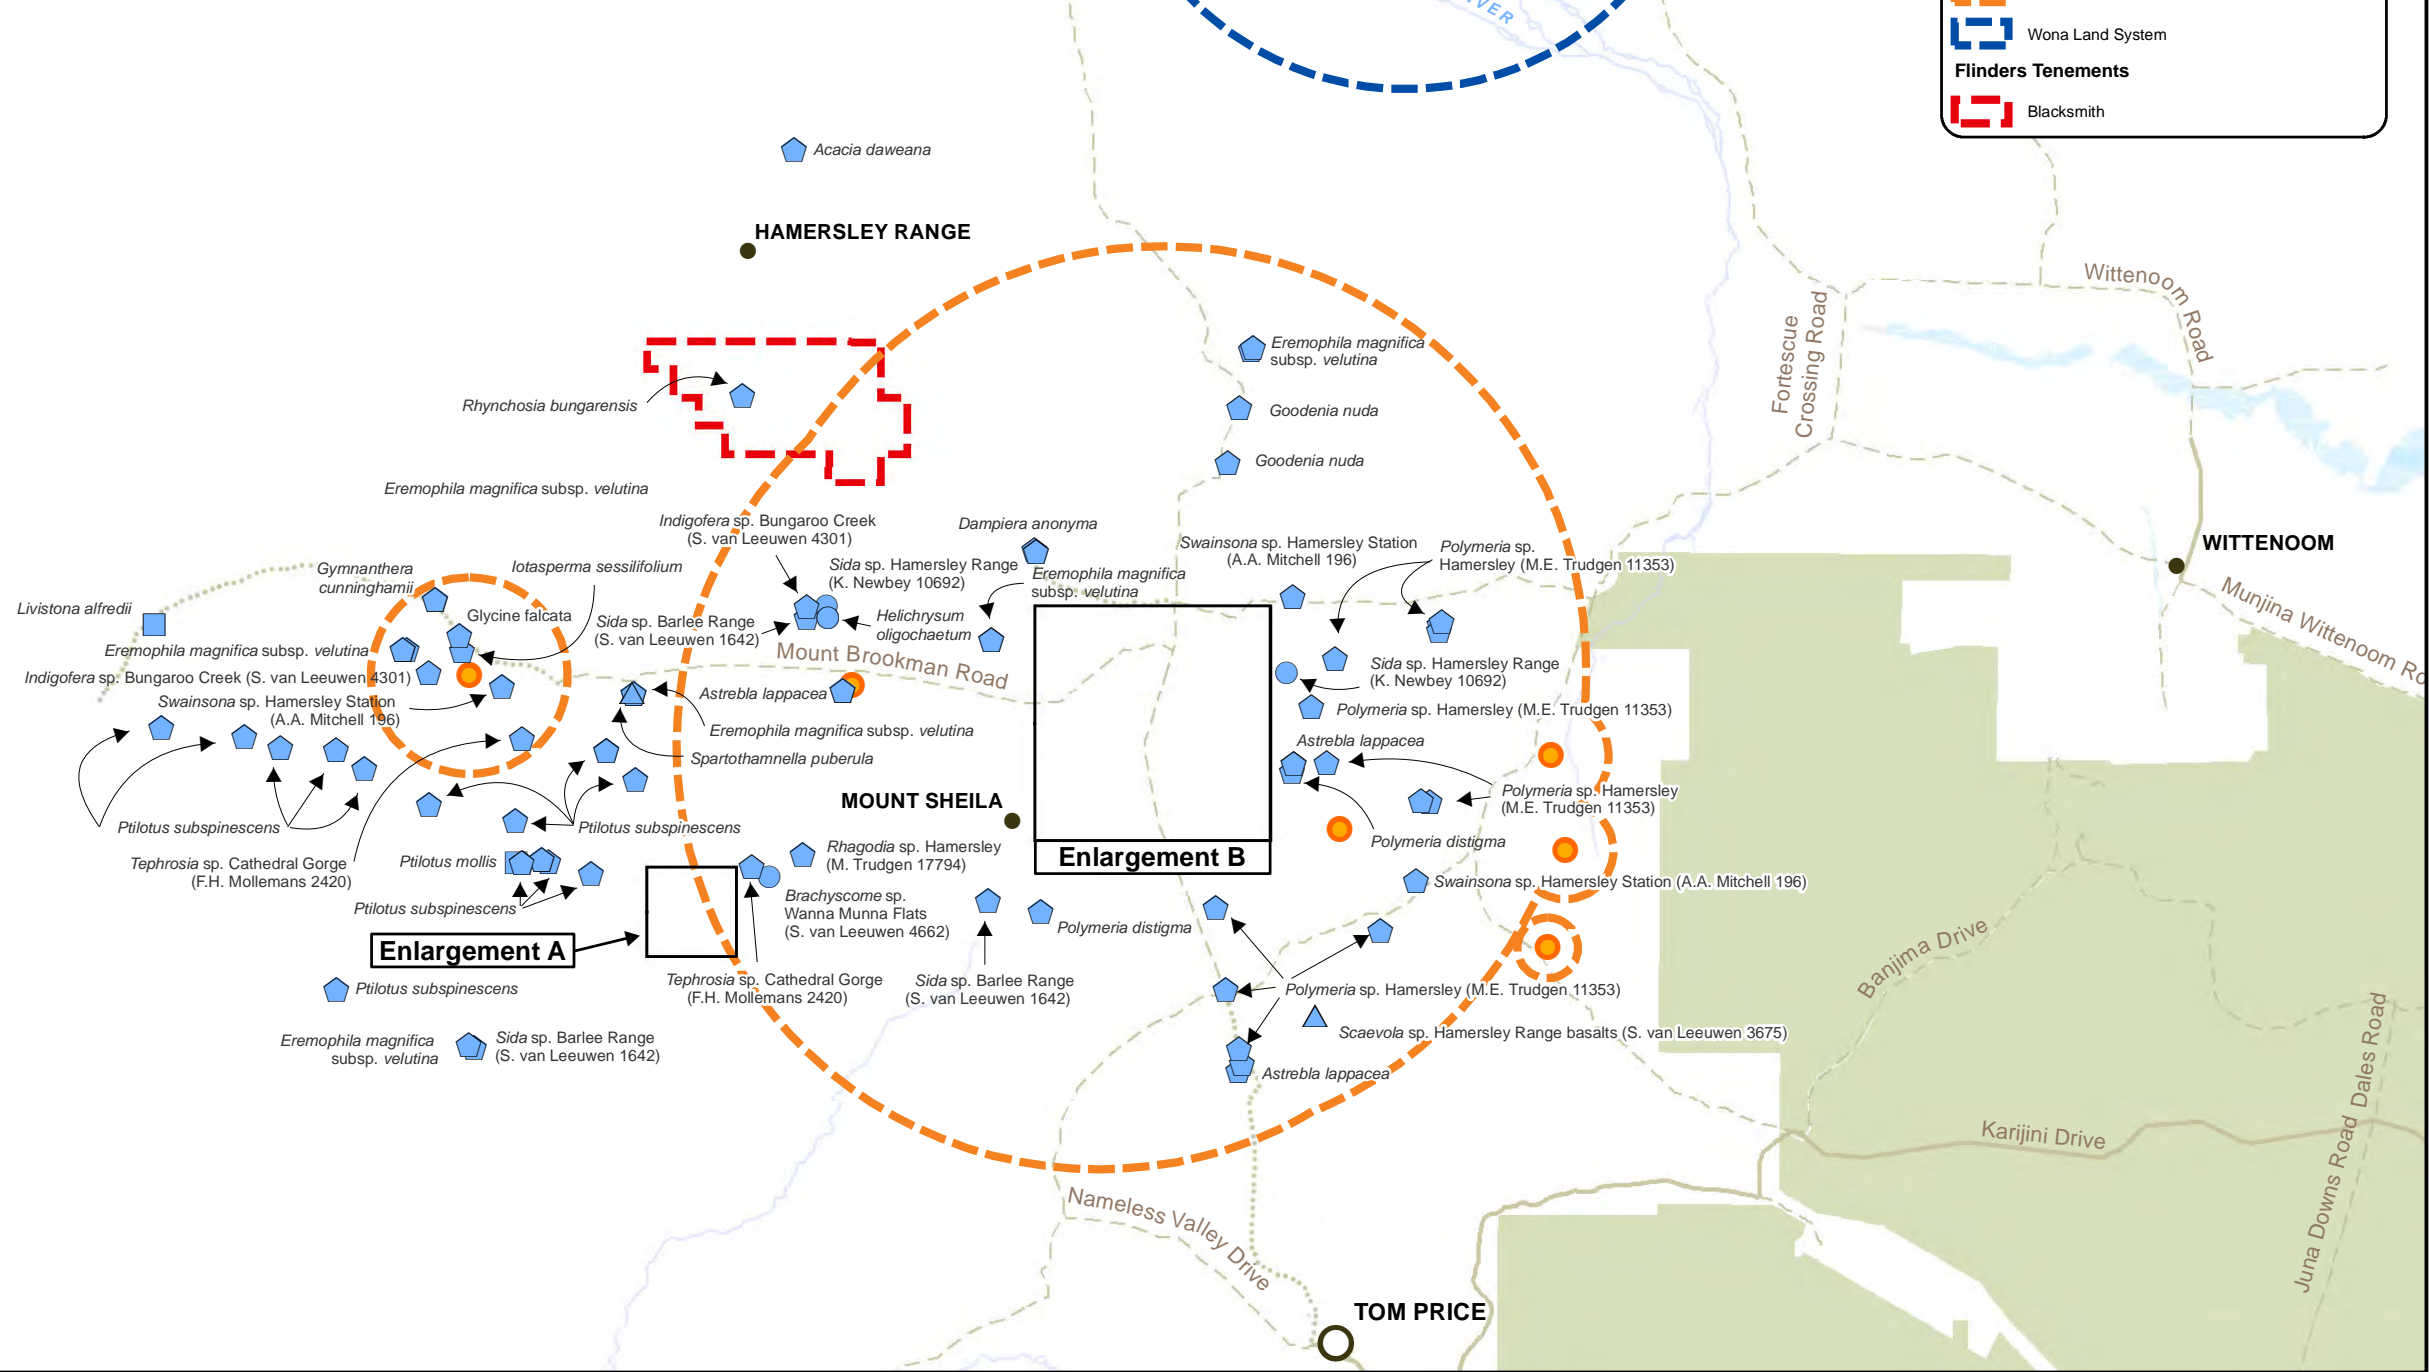 Wona Land System
Flinders Tenements
Blacksmith
Acacia daweana
HAMERSLEY RANGE
Wittenoom Road
Fortescue
Crossing Road
Eremophila magnifica
subsp. velutina
Rhynchosia bungarensis
Goodenia nuda
Goodenia nuda
Eremophila magnifica subsp. velutina
Indigofera sp. Bungaroo Creek
(S. van Leeuwen 4301)
Dampiera anonyma
Swainsona sp. Hamersley Station
(A.A. Mitchell 196)
Polymeria sp.
Hamersley (M.E. Trudgen 11353)
WITTENOOM
Gymnanthera
cunninghamii
Iotasperma sessilifolium
Sida sp. Hamersley Range
(K. Newbey 10692)
Eremophila magnifica
subsp. velutina
Munjina Wittenoom Ro
Livistona alfredii
Glycine falcata
Sida sp. Barlee Range
(S. van Leeuwen 1642)
Helichrysum
oligochaetum
Eremophila magnifica subsp. velutina
Mount Brookman Road
Indigofera sp. Bungaroo Creek (S. van Leeuwen 4301)
Sida sp. Hamersley Range
(K. Newbey 10692)
Swainsona sp. Hamersley Station
(A.A. Mitchell 196)
Astrebla lappacea
Polymeria sp. Hamersley (M.E. Trudgen 11353)
Eremophila magnifica subsp. velutina
Astrebla lappacea
Spartothamnella puberula
MOUNT SHEILA
Polymeria sp. Hamersley
(M.E. Trudgen 11353)
Ptilotus subspinescens
Ptilotus subspinescens
Polymeria distigma
Enlargement B
Tephrosia sp. Cathedral Gorge
(F.H. Mollemans 2420)
Ptilotus mollis
Rhagodia sp. Hamersley
(M. Trudgen 17794)
Swainsona sp. Hamersley Station (A.A. Mitchell 196)
Ptilotus subspinescens
Brachyscome sp.
Wanna Munna Flats
(S. van Leeuwen 4662)
Polymeria distigma
Enlargement A
Banjima Drive
Ptilotus subspinescens
Tephrosia sp. Cathedral Gorge
(F.H. Mollemans 2420)
Sida sp. Barlee Range
(S. van Leeuwen 1642)
Polymeria sp. Hamersley (M.E. Trudgen 11353)
Eremophila magnifica
subsp. velutina
Sida sp. Barlee Range
(S. van Leeuwen 1642)
Scaevola sp. Hamersley Range basalts (S. van Leeuwen 3675)
Astrebla lappacea
Karijini Drive
Juna Downs Road Dales Road
Nameless Valley Drive
TOM PRICE